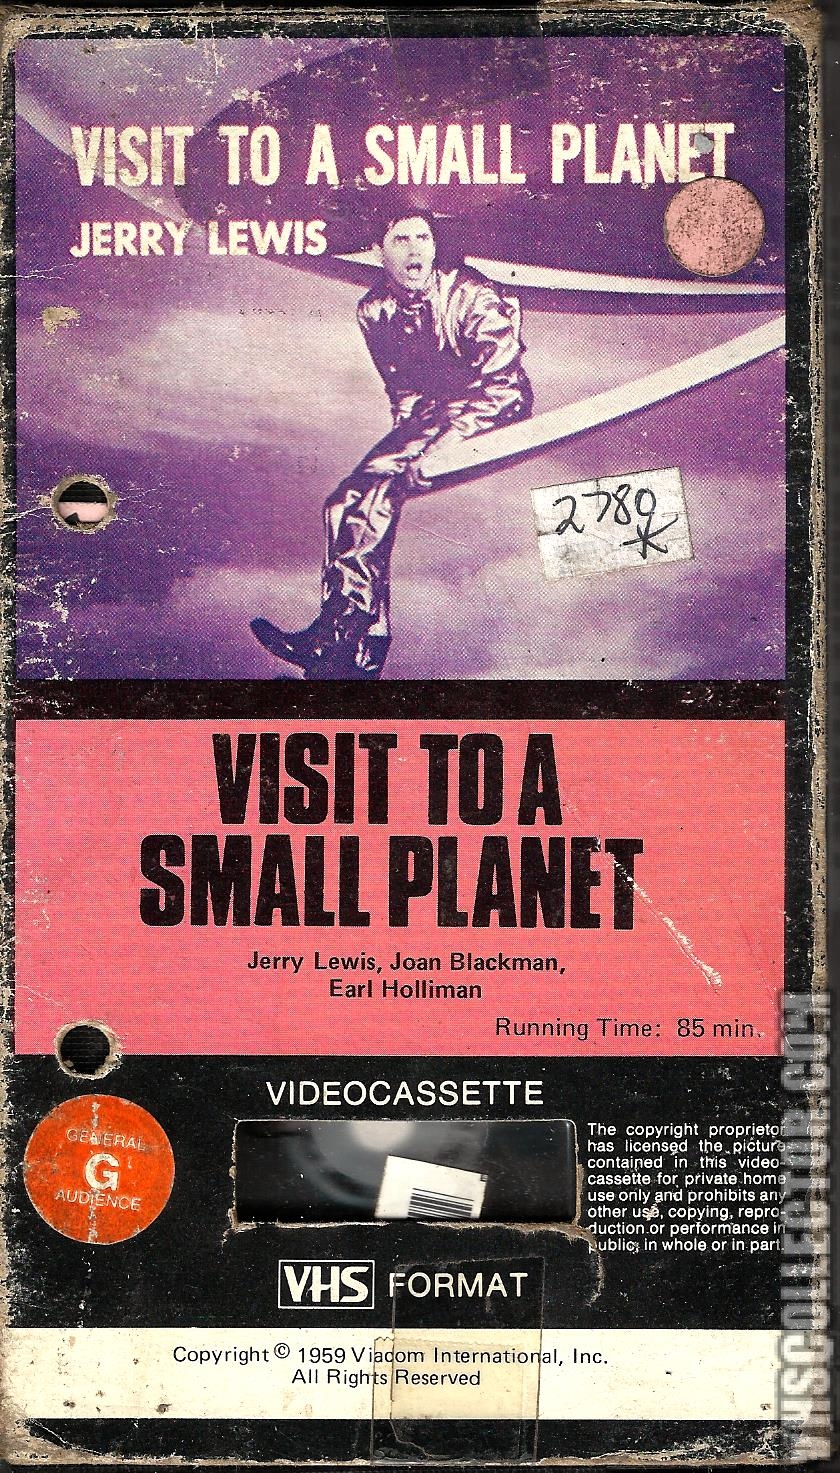 VISIT TO A SMALL PLANET
JERRY LEWIS
2780
*
VISIT TO A
SMALL PLANET
Jerry Lewis, Joan Blackman,
Earl Holliman
Running Time: 85 min.
VIDEOCASSETTE
GENERAL
G
AUDIENCE
The copyright proprietor
has licensed the picture
contained in this video-
cassette for private home
use only and prohibits any
other use, copying, repro-
duction or performance in
public, in whole or in part.
VHS FORMAT
Copyright © 1959 Viacom International, Inc.
All Rights Reserved
VHSCOLLECTOR.COM